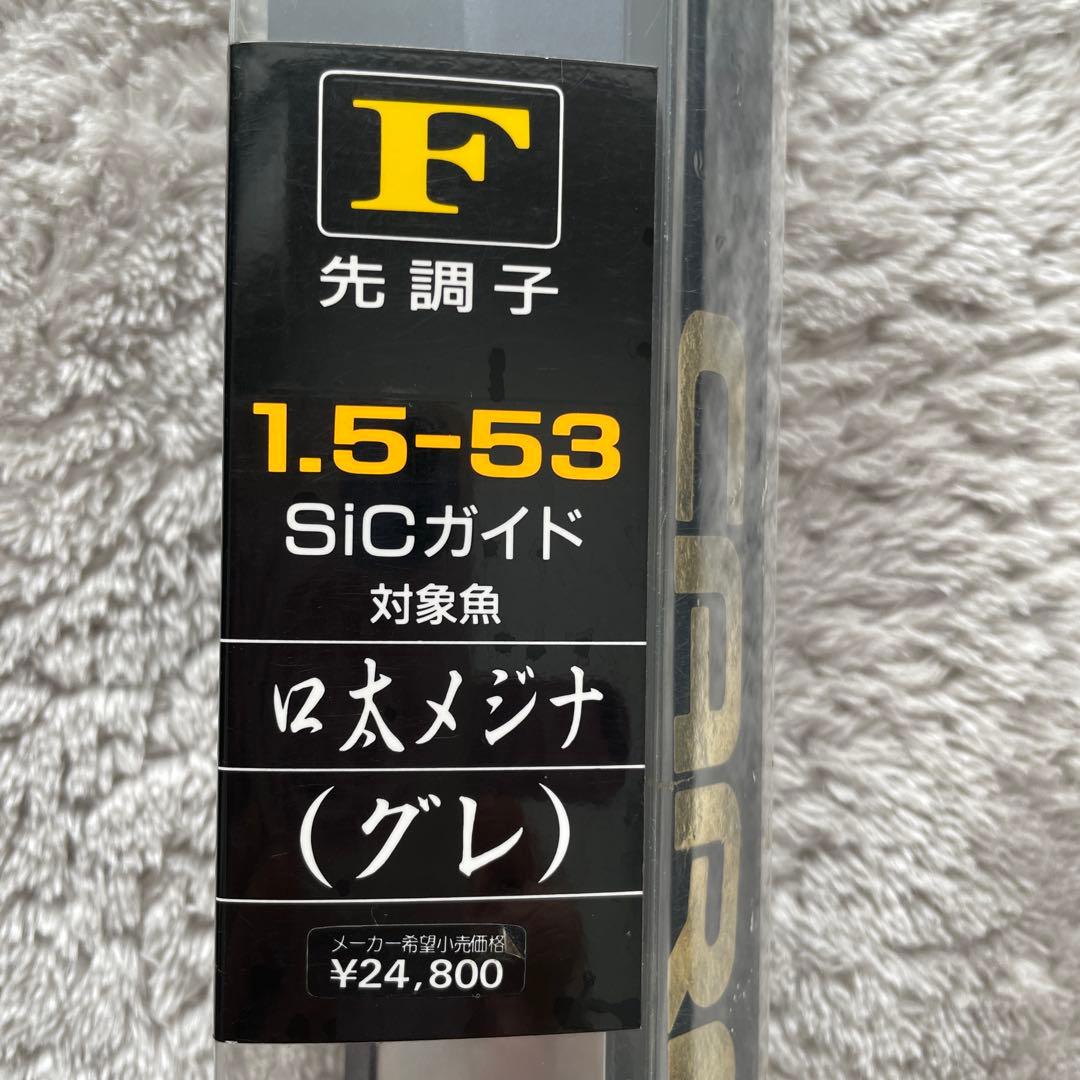 F
先調子
1.5-53
SiCガイド
対象魚
口太メジナ
(グレ)
メーカー希望小売価格
¥24,800